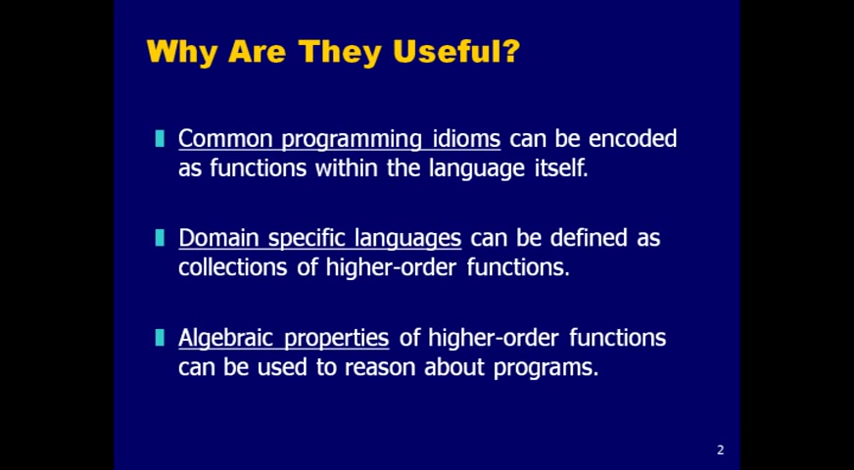 Why Are They Useful?
Common programming idioms can be encoded
as functions within the language itself.
Domain specific languages can be defined as
collections of higher-order functions.
Algebraic properties of higher-order functions
can be used to reason about programs.
2